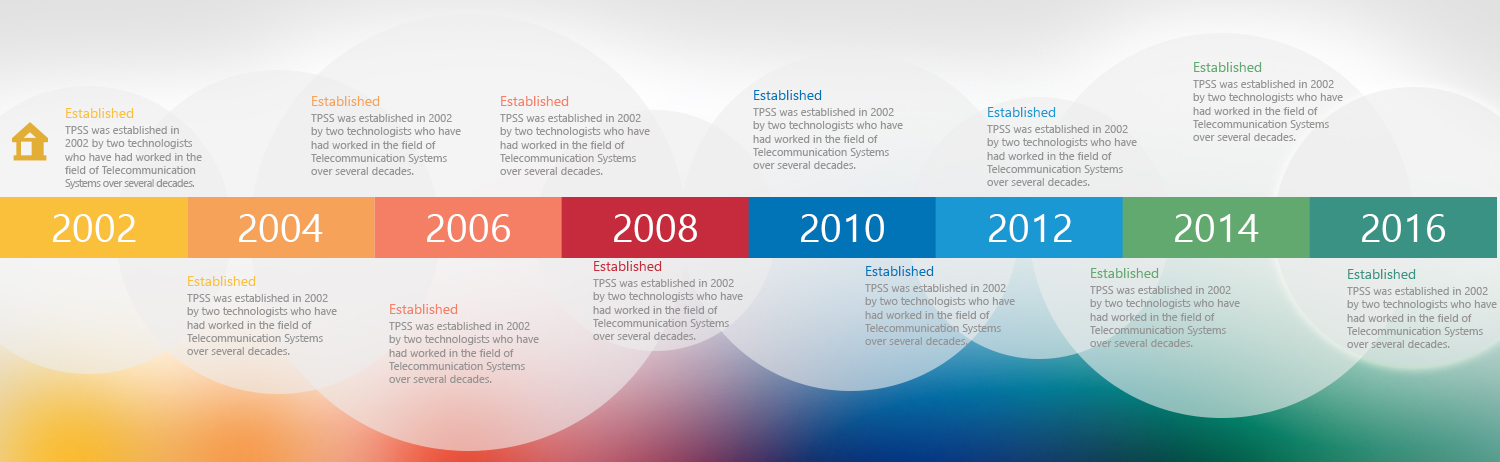 Established
TPSS was established in
2002 by two technologists
who have had worked in the
field of Telecommunication
Systems over several decades.
Established
TPSS was established in 2002
by two technologists who have
had worked in the field of
Telecommunication Systems
over several decades.
Established
TPSS was established in 2002
by two technologists who have
had worked in the field of
Telecommunication Systems
over several decades.
Established
TPSS was established in 2002
by two technologists who have
had worked in the field of
Telecommunication Systems
over several decades.
Established
TPSS was established in 2002
by two technologists who have
had worked in the field of
Telecommunication Systems
over several decades.
Established
TPSS was established in 2002
by two technologists who have
had worked in the field of
Telecommunication Systems
over several decades.
2002 2004 2006 2008 2010 2012 2014 2016
Established
TPSS was established in 2002
by two technologists who have
had worked in the field of
Telecommunication Systems
over several decades.
Established
TPSS was established in 2002
by two technologists who have
had worked in the field of
Telecommunication Systems
over several decades.
Established
TPSS was established in 2002
by two technologists who have
had worked in the field of
Telecommunication Systems
over several decades.
Established
TPSS was established in 2002
by two technologists who have
had worked in the field of
Telecommunication Systems
over several decades.
Established
TPSS was established in 2002
by two technologists who have
had worked in the field of
Telecommunication Systems
over several decades.
Established
TPSS was established in 2002
by two technologists who have
had worked in the field of
Telecommunication Systems
over several decades.